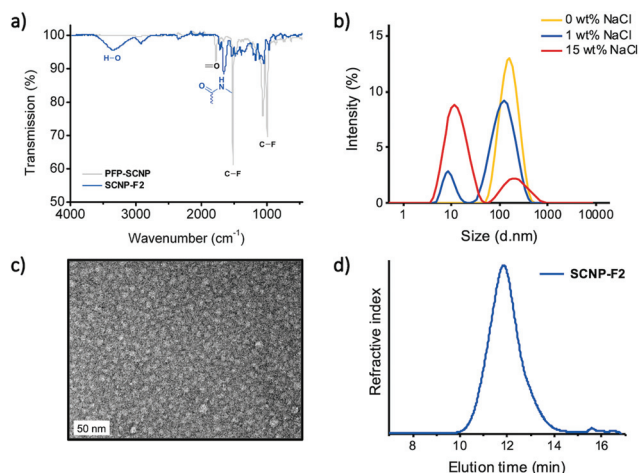 a)
Transmission (%)
100
90
80
70
60
50
H–O
=O
O
H
N
C–F
C–F
PFP-SCNP
SCNP-F2
4000
3000
2000
1000
Wavenumber (cm⁻¹)
b)
Intensity (%)
15
10
5
0
0 wt% NaCl
1 wt% NaCl
15 wt% NaCl
1
10
100
1000
10000
Size (d.nm)
c)
50 nm
d)
Refractive index
SCNP-F2
8
10
12
14
16
Elution time (min)